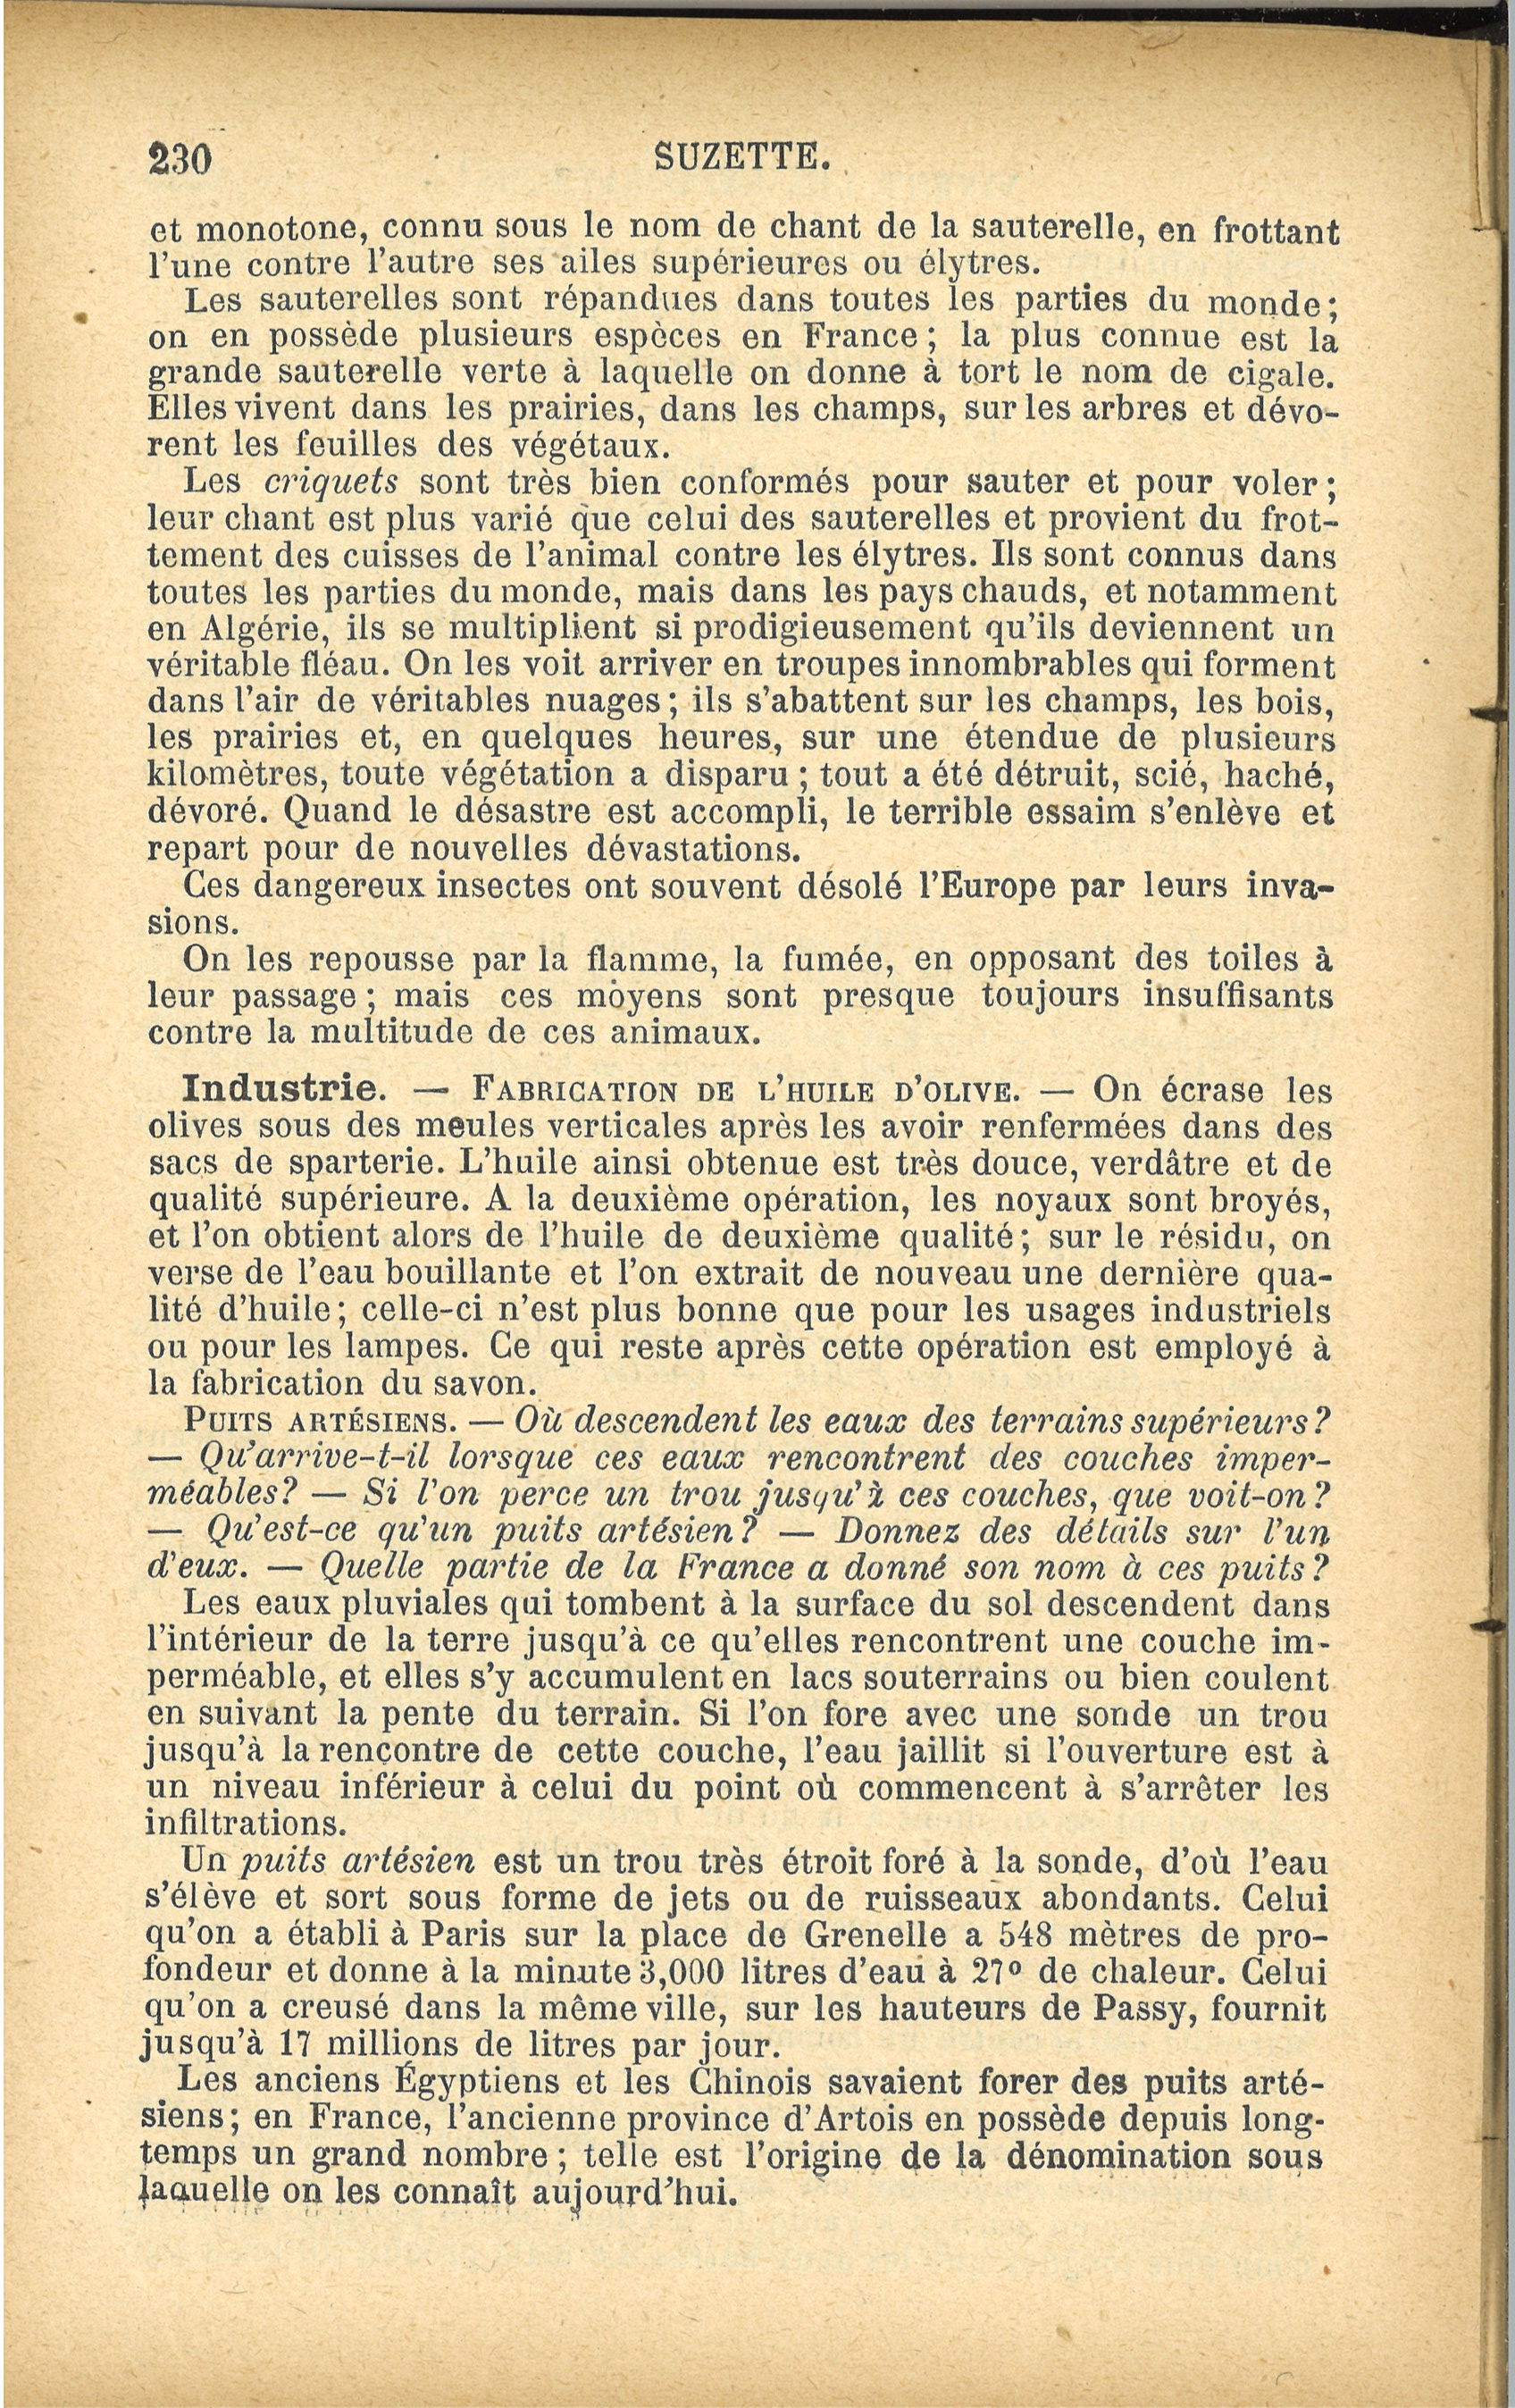 230 SUZETTE.
et monotone, connu sous le nom de chant de la sauterelle, en frottant
l'une contre l'autre ses ailes supérieures ou élytres.
Les sauterelles sont répandues dans toutes les parties du monde;
on en possède plusieurs espèces en France; la plus connue est la
grande sauterelle verte à laquelle on donne à tort le nom de cigale.
Elles vivent dans les prairies, dans les champs, sur les arbres et dévo-
rent les feuilles des végétaux.
Les criquets sont très bien conformés pour sauter et pour voler;
leur chant est plus varié que celui des sauterelles et provient du frot-
tement des cuisses de l'animal contre les élytres. Ils sont connus dans
toutes les parties du monde, mais dans les pays chauds, et notamment
en Algérie, ils se multiplient si prodigieusement qu'ils deviennent un
véritable fléau. On les voit arriver en troupes innombrables qui forment
dans l'air de véritables nuages; ils s'abattent sur les champs, les bois,
les prairies et, en quelques heures, sur une étendue de plusieurs
kilomètres, toute végétation a disparu; tout a été détruit, scié, haché,
dévoré. Quand le désastre est accompli, le terrible essaim s'enlève et
repart pour de nouvelles dévastations.
Ces dangereux insectes ont souvent désolé l'Europe par leurs inva-
sions.
On les repousse par la flamme, la fumée, en opposant des toiles à
leur passage; mais ces moyens sont presque toujours insuffisants
contre la multitude de ces animaux.
Industrie. — FABRICATION DE L'HUILE D'OLIVE. — On écrase les
olives sous des meules verticales après les avoir renfermées dans des
sacs de sparterie. L'huile ainsi obtenue est très douce, verdâtre et de
qualité supérieure. A la deuxième opération, les noyaux sont broyés,
et l'on obtient alors de l'huile de deuxième qualité; sur le résidu, on
verse de l'eau bouillante et l'on extrait de nouveau une dernière qua-
lité d'huile; celle-ci n'est plus bonne que pour les usages industriels
ou pour les lampes. Ce qui reste après cette opération est employé à
la fabrication du savon.
PUITS ARTÉSIENS. — Où descendent les eaux des terrains supérieurs?
— Qu'arrive-t-il lorsque ces eaux rencontrent des couches imper-
méables? — Si l'on perce un trou jusqu'à ces couches, que voit-on?
— Qu'est-ce qu'un puits artésien? — Donnez des détails sur l'un
d'eux. — Quelle partie de la France a donné son nom à ces puits?
Les eaux pluviales qui tombent à la surface du sol descendent dans
l'intérieur de la terre jusqu'à ce qu'elles rencontrent une couche im-
perméable, et elles s'y accumulent en lacs souterrains ou bien coulent
en suivant la pente du terrain. Si l'on fore avec une sonde un trou
jusqu'à la rencontre de cette couche, l'eau jaillit si l'ouverture est à
un niveau inférieur à celui du point où commencent à s'arrêter les
infiltrations.
Un puits artésien est un trou très étroit foré à la sonde, d'où l'eau
s'élève et sort sous forme de jets ou de ruisseaux abondants. Celui
qu'on a établi à Paris sur la place de Grenelle a 548 mètres de pro-
fondeur et donne à la minute 3,000 litres d'eau à 27° de chaleur. Celui
qu'on a creusé dans la même ville, sur les hauteurs de Passy, fournit
jusqu'à 17 millions de litres par jour.
Les anciens Égyptiens et les Chinois savaient forer des puits arté-
siens; en France, l'ancienne province d'Artois en possède depuis long-
temps un grand nombre; telle est l'origine de la dénomination sous
laquelle on les connaît aujourd'hui.